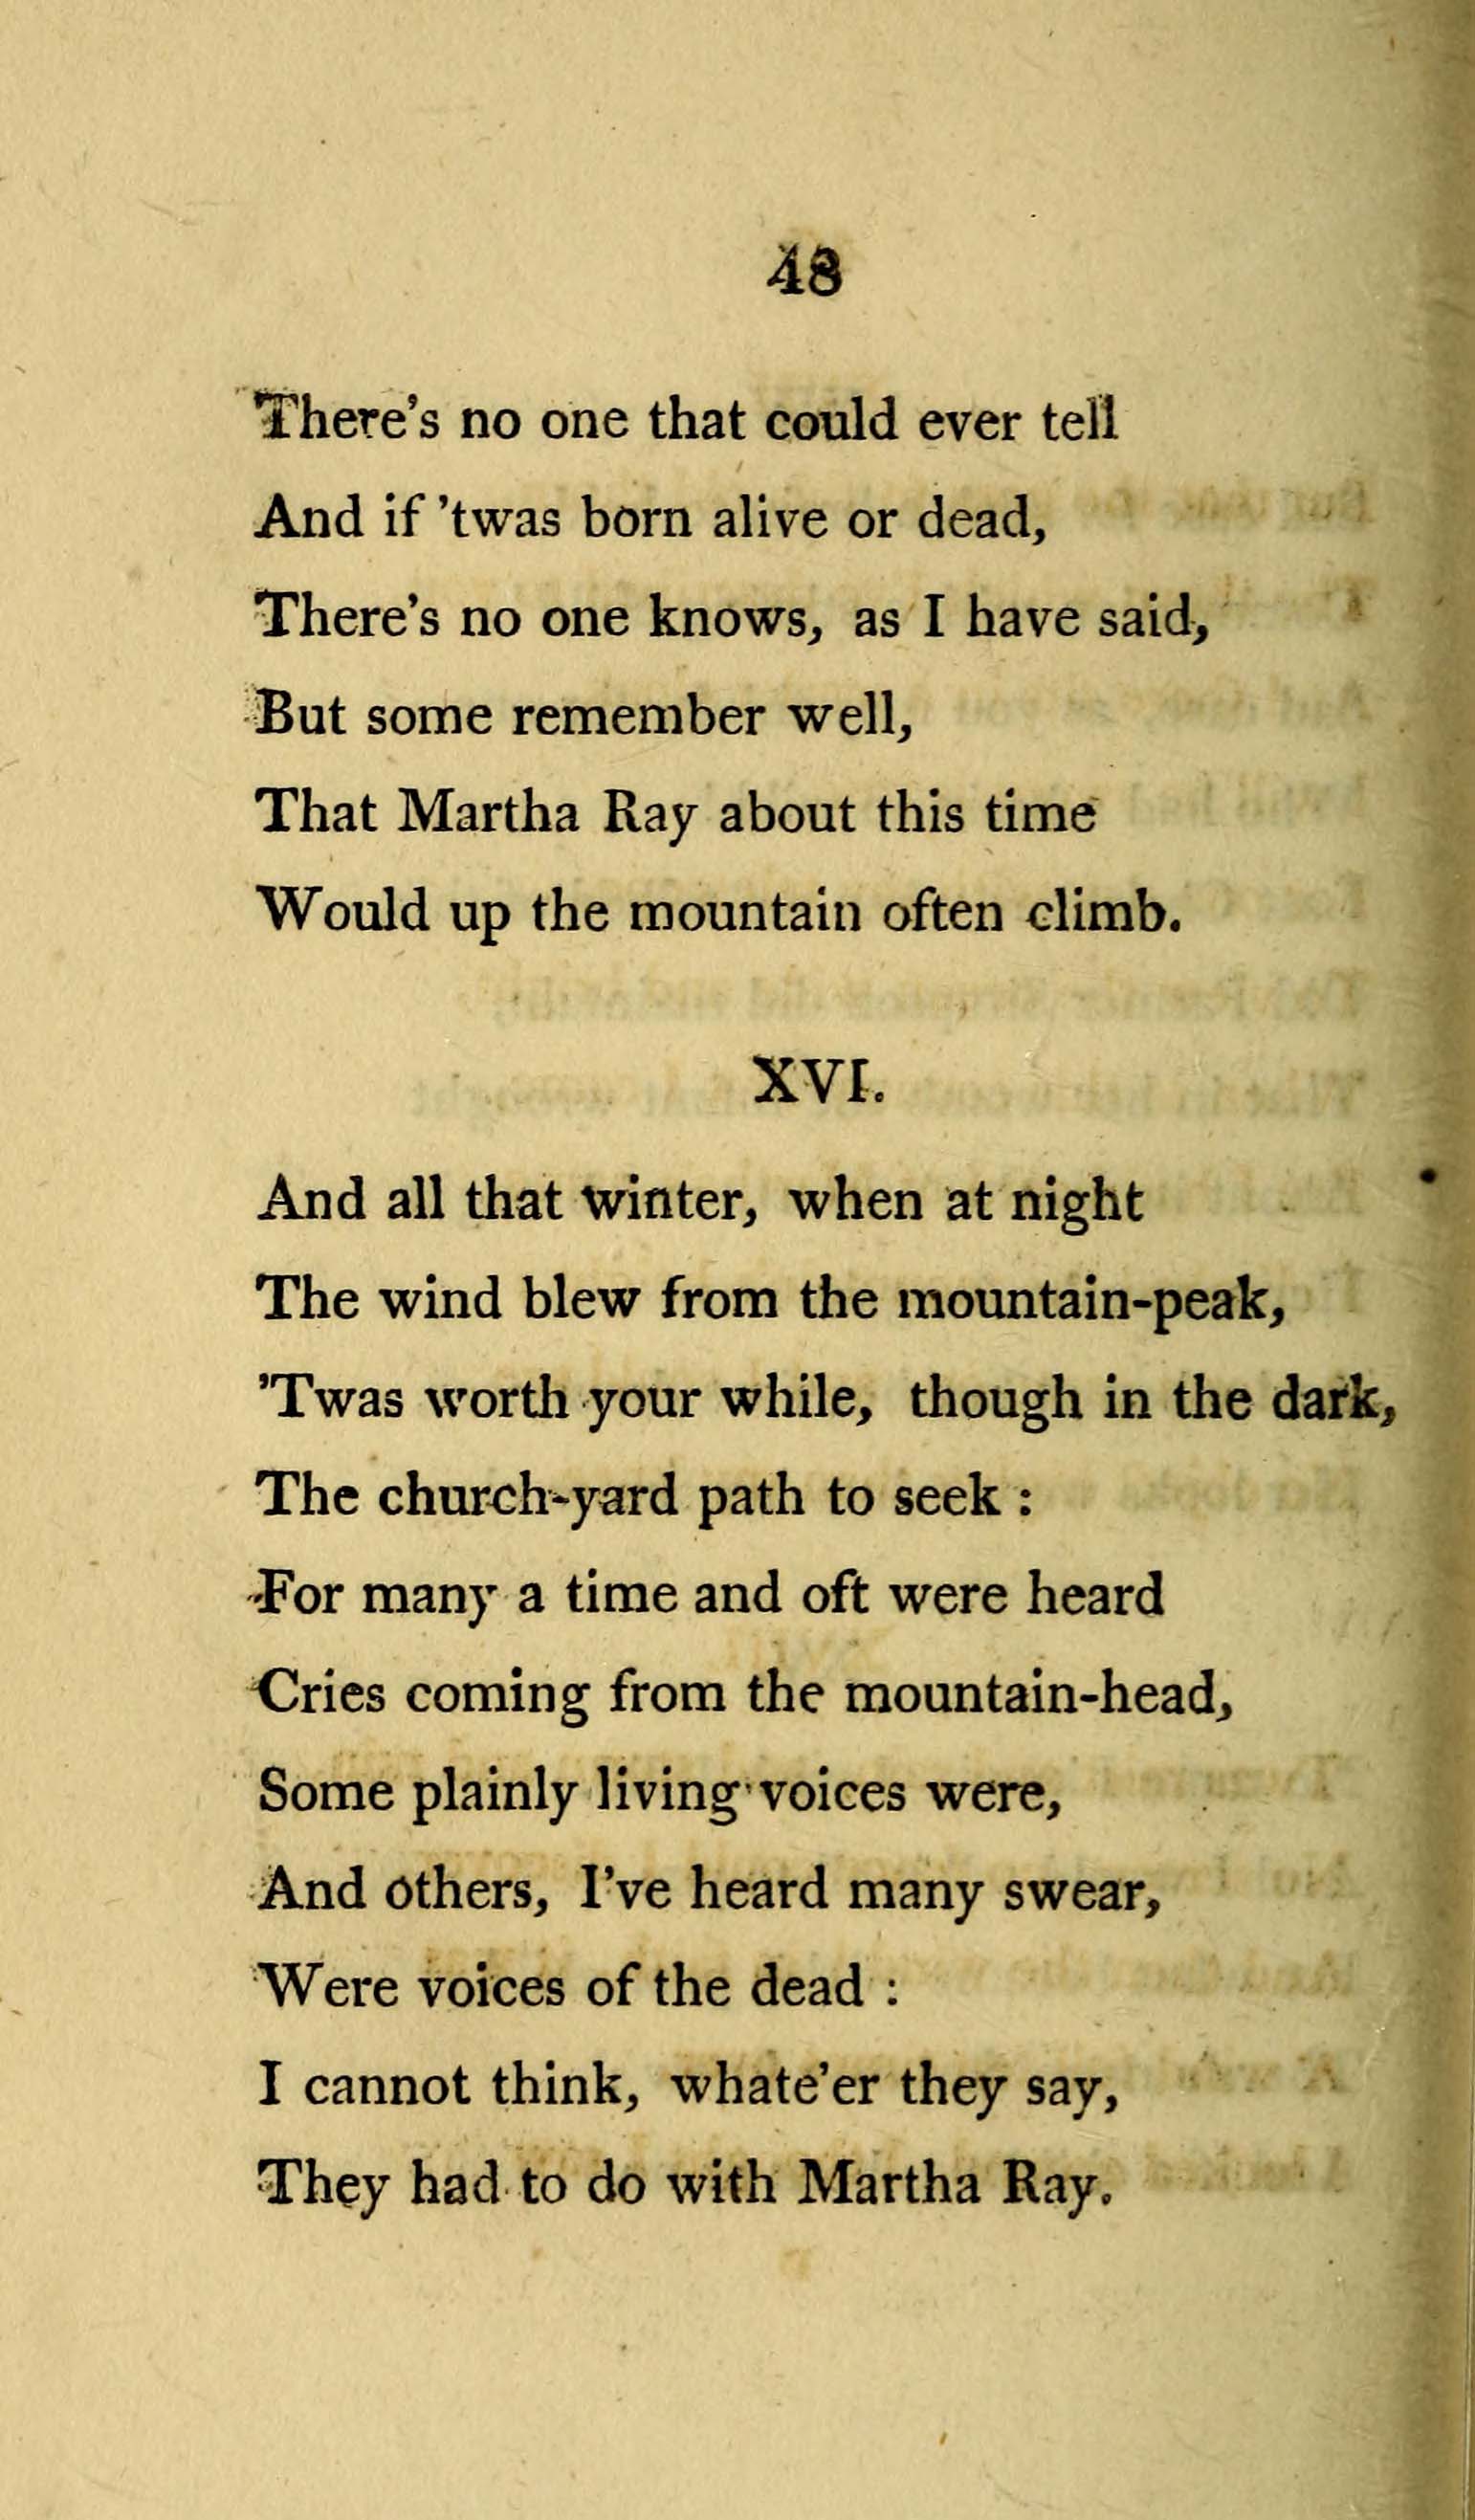 48
There's no one that could ever tell
And if 'twas born alive or dead,
There's no one knows, as I have said,
But some remember well,
That Martha Ray about this time
Would up the mountain often climb.
XVI.
And all that winter, when at night
The wind blew from the mountain-peak,
'Twas worth your while, though in the dark,
The church-yard path to seek :
For many a time and oft were heard
Cries coming from the mountain-head,
Some plainly living voices were,
And others, I've heard many swear,
Were voices of the dead :
I cannot think, whate'er they say,
They had to do with Martha Ray.